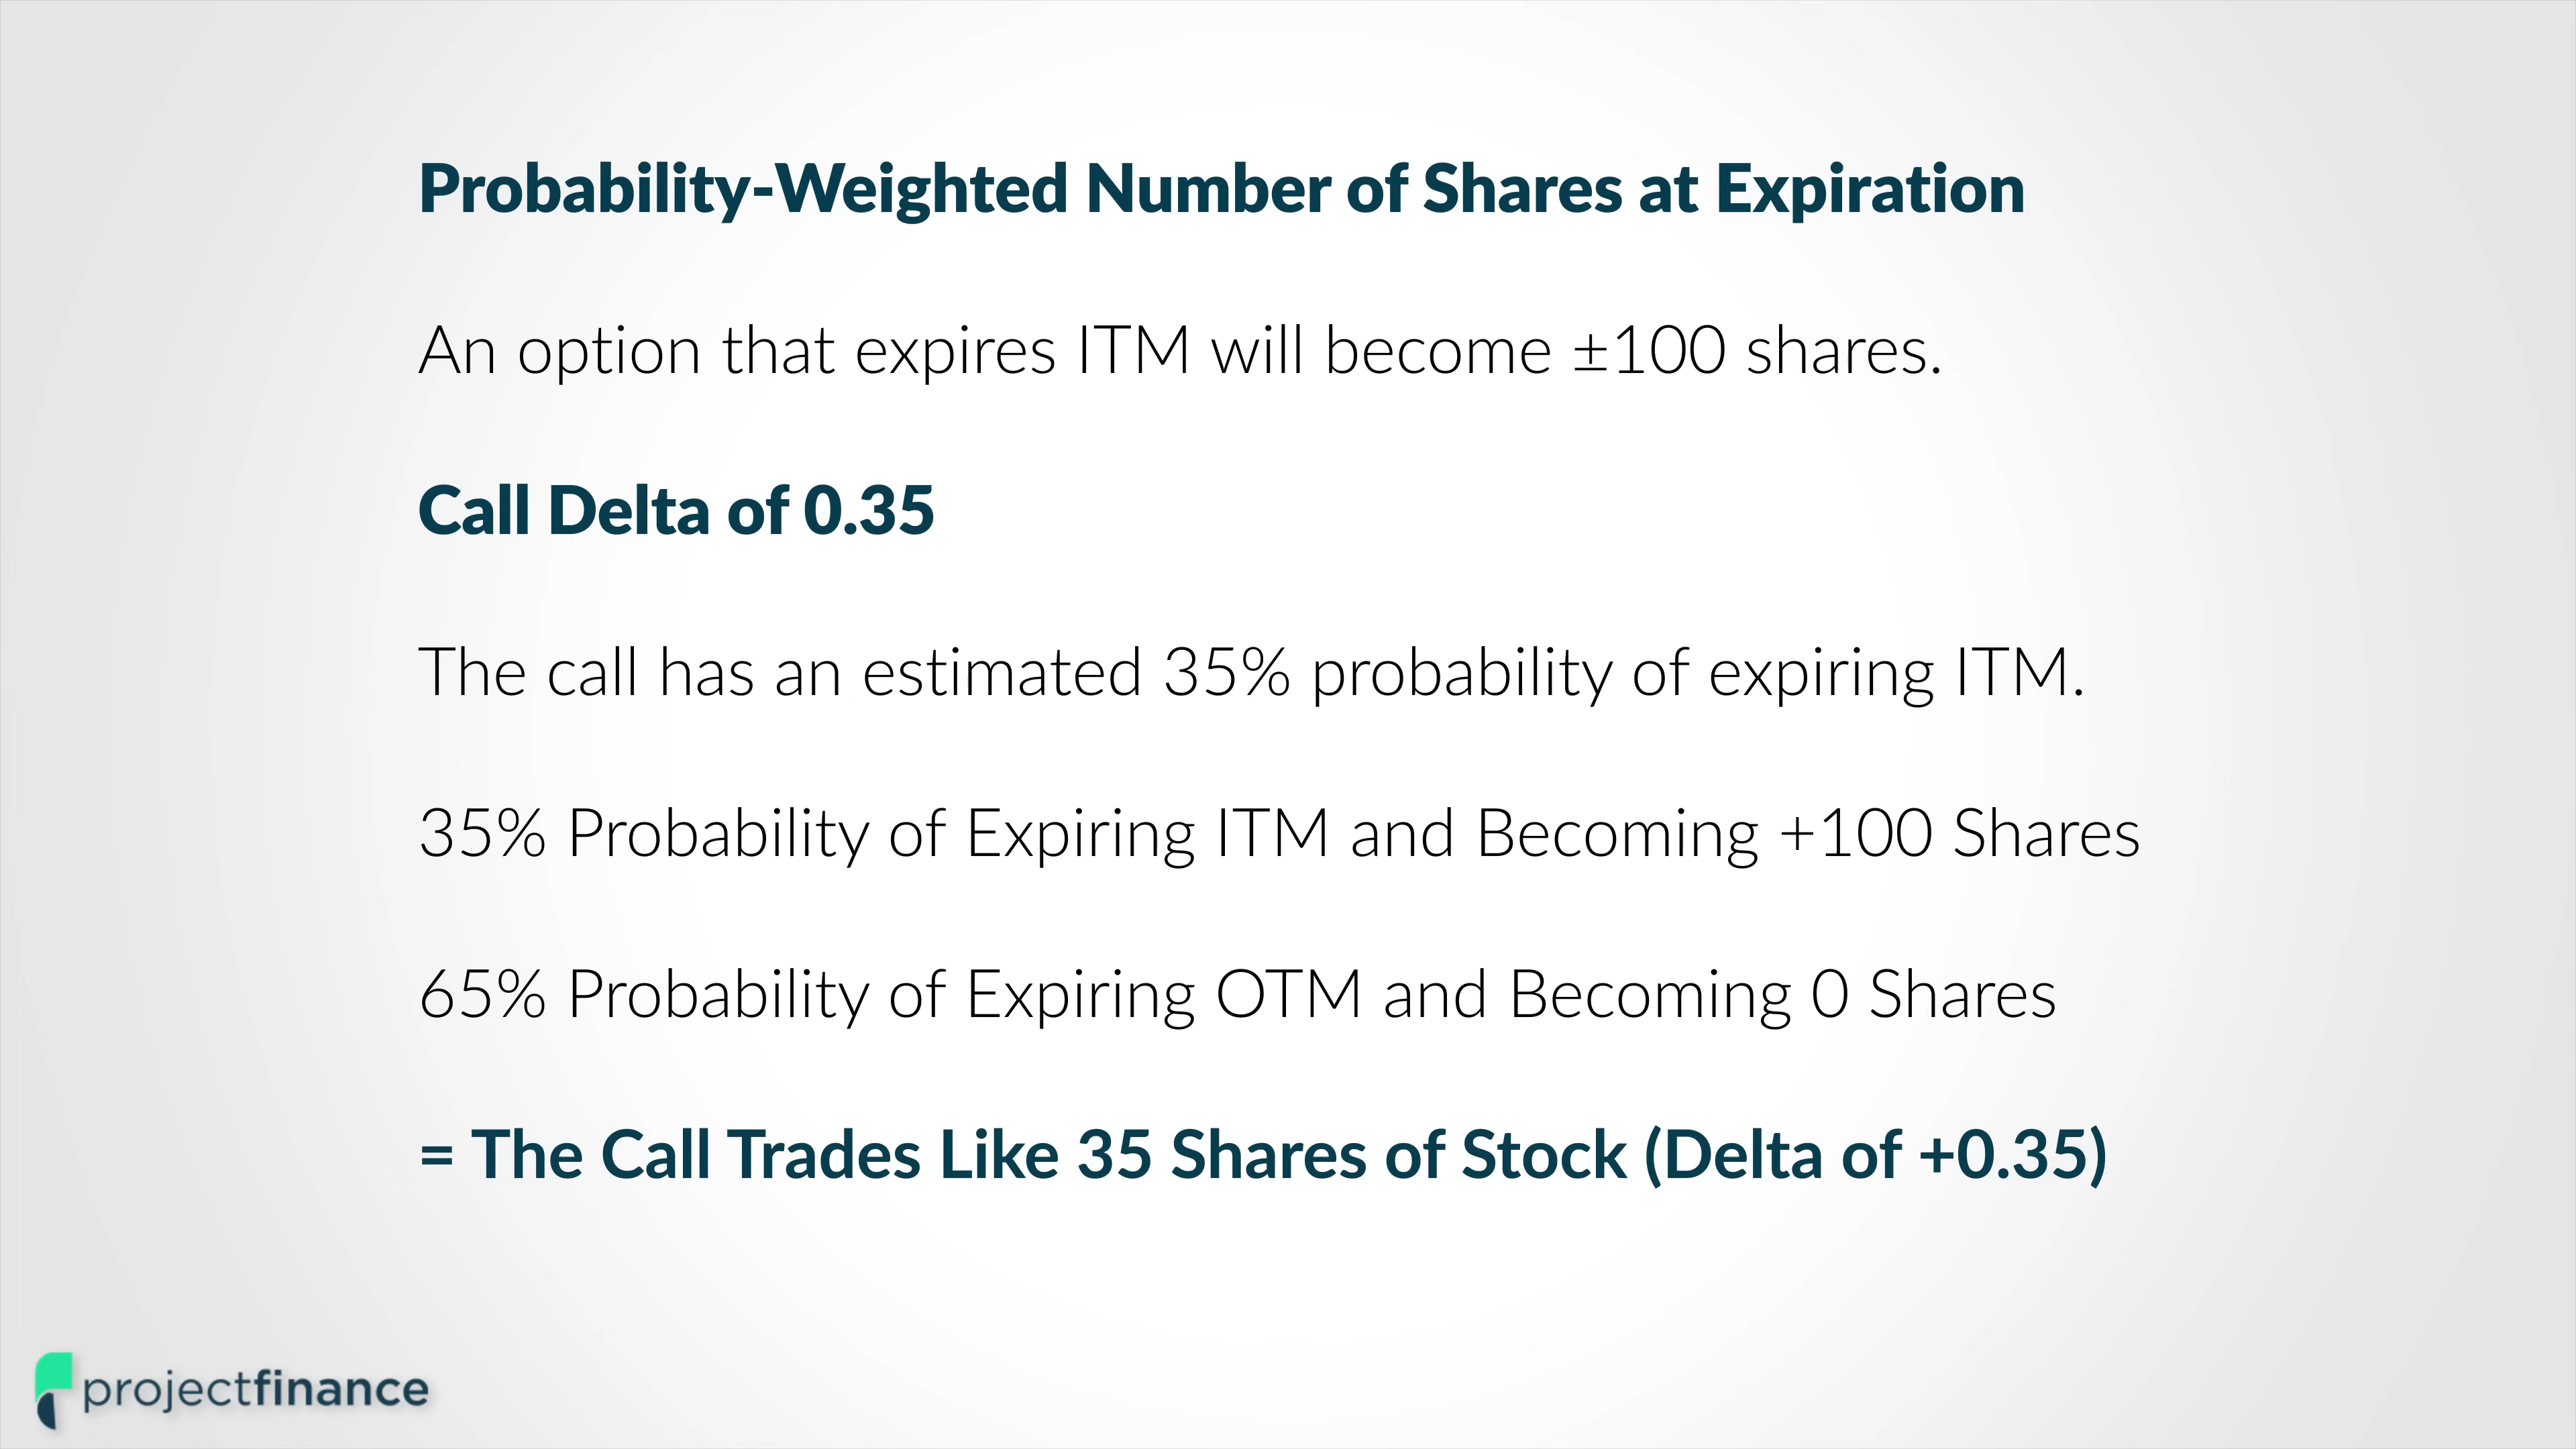 Probability-Weighted Number of Shares at Expiration
An option that expires ITM will become ±100 shares.
Call Delta of 0.35
The call has an estimated 35% probability of expiring ITM.
35% Probability of Expiring ITM and Becoming +100 Shares
65% Probability of Expiring OTM and Becoming 0 Shares
= The Call Trades Like 35 Shares of Stock (Delta of +0.35)
projectfinance